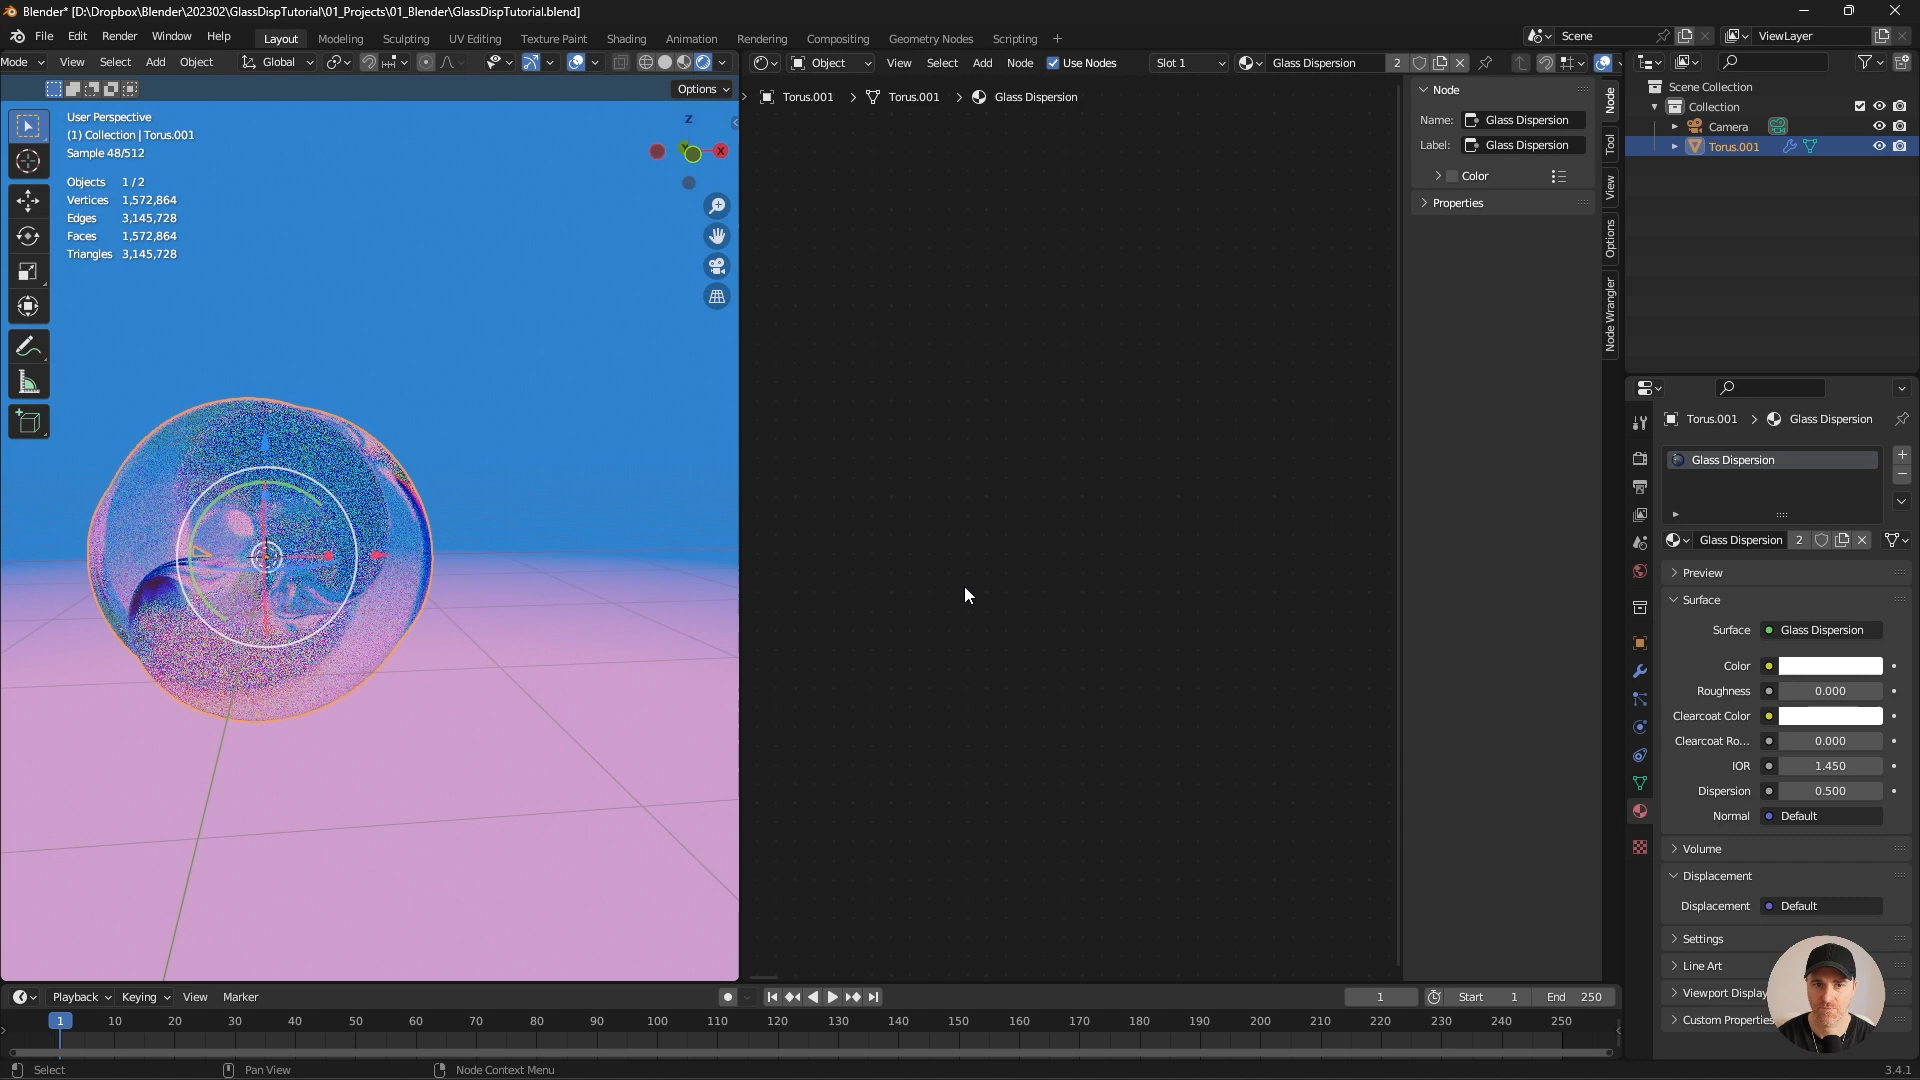 Blender* [D:\Dropbox\Blender\202302\GlassDispTutorial\01_Projects\01_Blender\GlassDispTutorial.blend]
File Edit Render Window Help Layout Modeling Sculpting UV Editing Texture Paint Shading Animation Rendering Compositing Geometry Nodes Scripting + Scene ViewLayer
Mode View Select Add Object Global Object View Select Add Node Use Nodes Slot 1 Glass Dispersion 2
Options
Torus.001 > Torus.001 > Glass Dispersion
User Perspective
(1) Collection | Torus.001
Sample 48/512
Objects 1/2
Vertices 1,572,864
Edges 3,145,728
Faces 1,572,864
Triangles 3,145,728
Z
Y
X
Node
Name: Glass Dispersion
Label: Glass Dispersion
Color
Properties
Node
Tool
View
Options
Node Wrangler
Scene Collection
Collection
Camera
Torus.001
Torus.001 > Glass Dispersion
Glass Dispersion
Glass Dispersion 2
Preview
Surface
Surface Glass Dispersion
Color
Roughness 0.000
Clearcoat Color
Clearcoat Ro... 0.000
IOR 1.450
Dispersion 0.500
Normal Default
Volume
Displacement
Displacement Default
Settings
Line Art
Viewport Display
Custom Properties
Playback Keying View Marker 1 Start 1 End 250
1 10 20 30 40 50 60 70 80 90 100 110 120 130 140 150 160 170 180 190 200 210 220 230 240 250
Select Pan View Node Context Menu 3.4.1